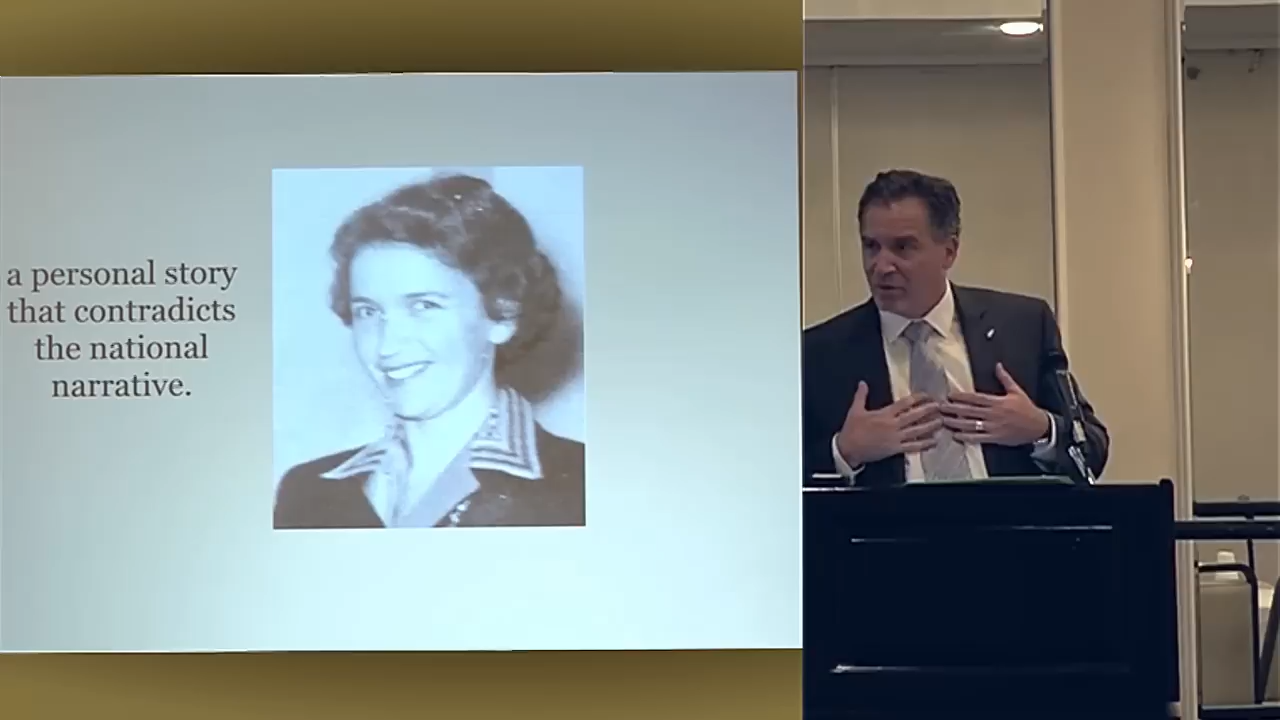 a personal story
that contradicts
the national
narrative.